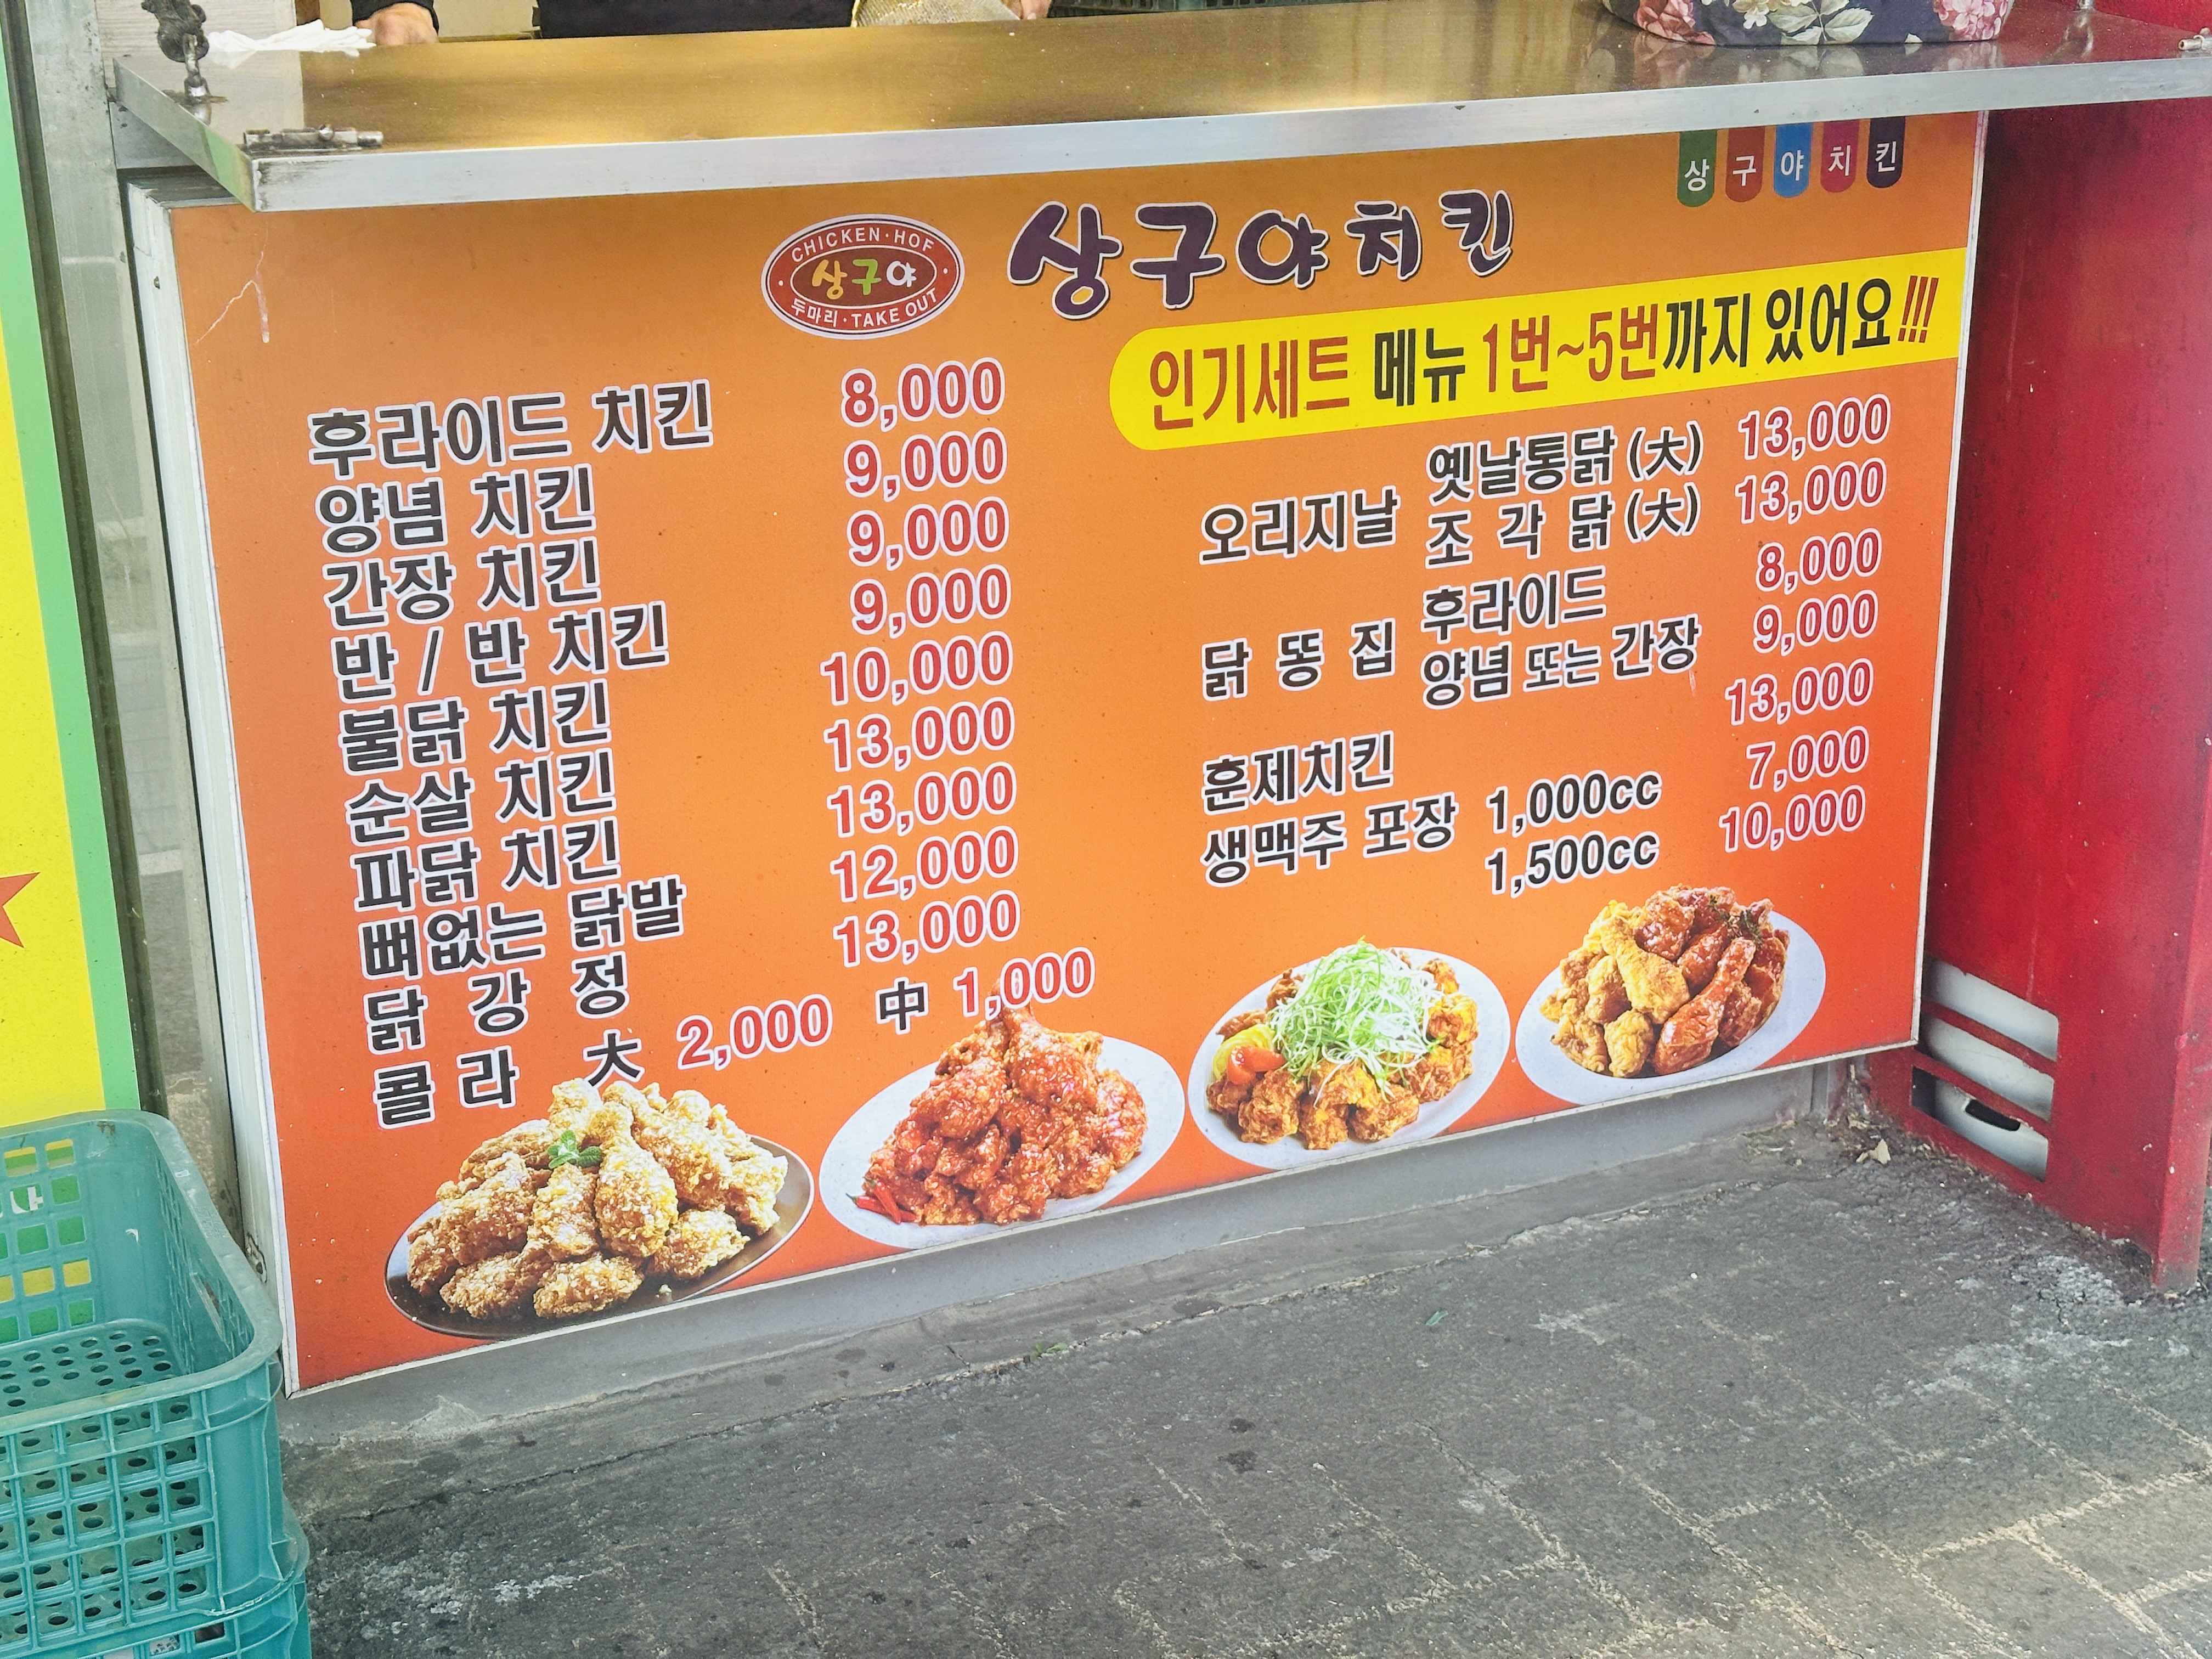 상구야치킨
CHICKEN·HOF
상구야
두마리·TAKE OUT
상구야치킨
인기세트 메뉴 1번~5번까지 있어요!!!
후라이드 치킨 8,000
양념 치킨 9,000
간장 치킨 9,000
반 / 반 치킨 9,000
불닭 치킨 10,000
순살 치킨 13,000
파닭 치킨 13,000
뼈없는 닭발 12,000
닭 강 정 13,000
콜 라 大 2,000 中 1,000
오리지날 옛날통닭(大) 13,000
조 각 닭(大) 13,000
닭 똥 집 후라이드 8,000
양념 또는 간장 9,000
훈제치킨 13,000
생맥주 포장 1,000cc 7,000
1,500cc 10,000